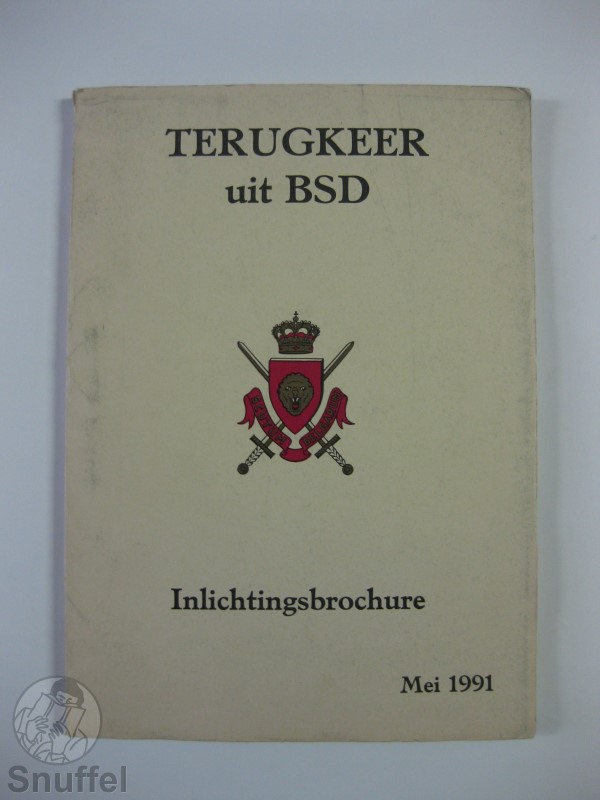 TERUGKEER
uit BSD
Inlichtingsbrochure
Mei 1991
Snuffel